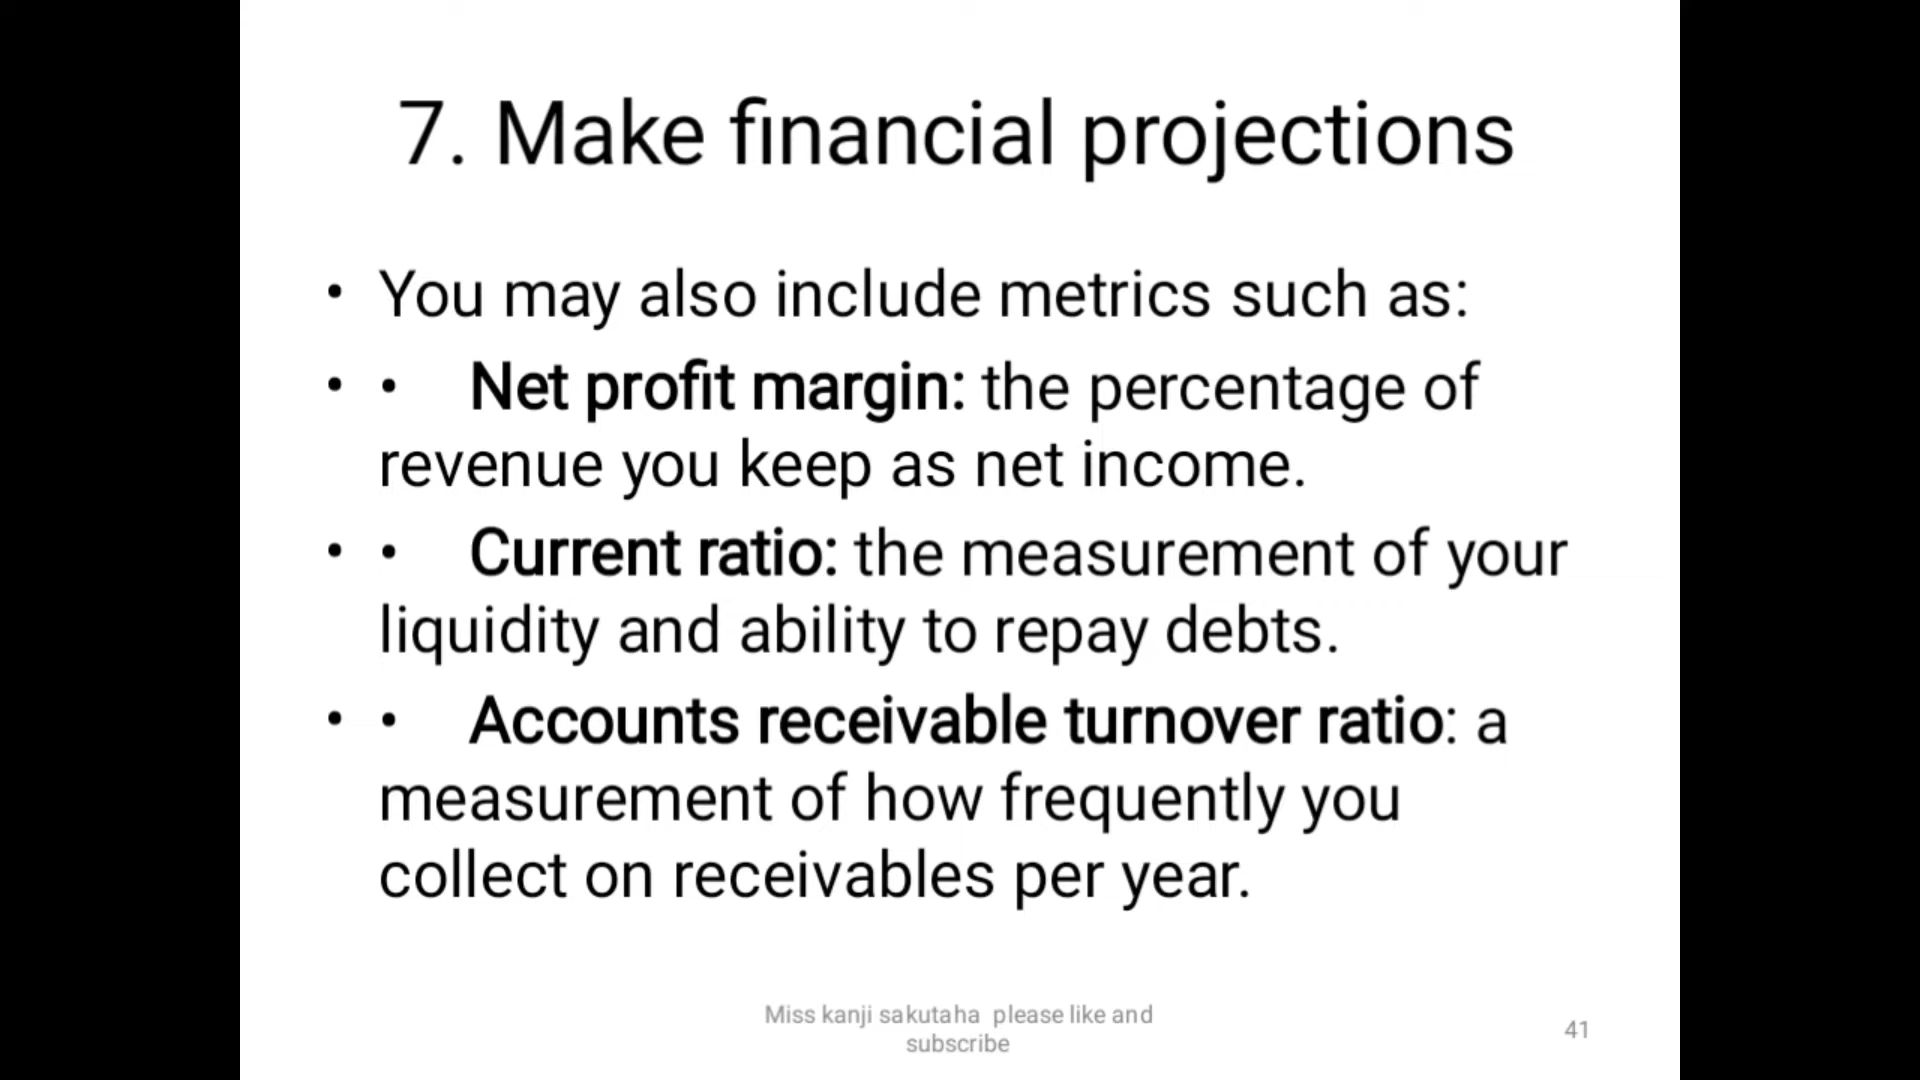 7. Make financial projections
• You may also include metrics such as:
• • Net profit margin: the percentage of
revenue you keep as net income.
• • Current ratio: the measurement of your
liquidity and ability to repay debts.
• • Accounts receivable turnover ratio: a
measurement of how frequently you
collect on receivables per year.
Miss kanji sakutaha please like and
subscribe
41